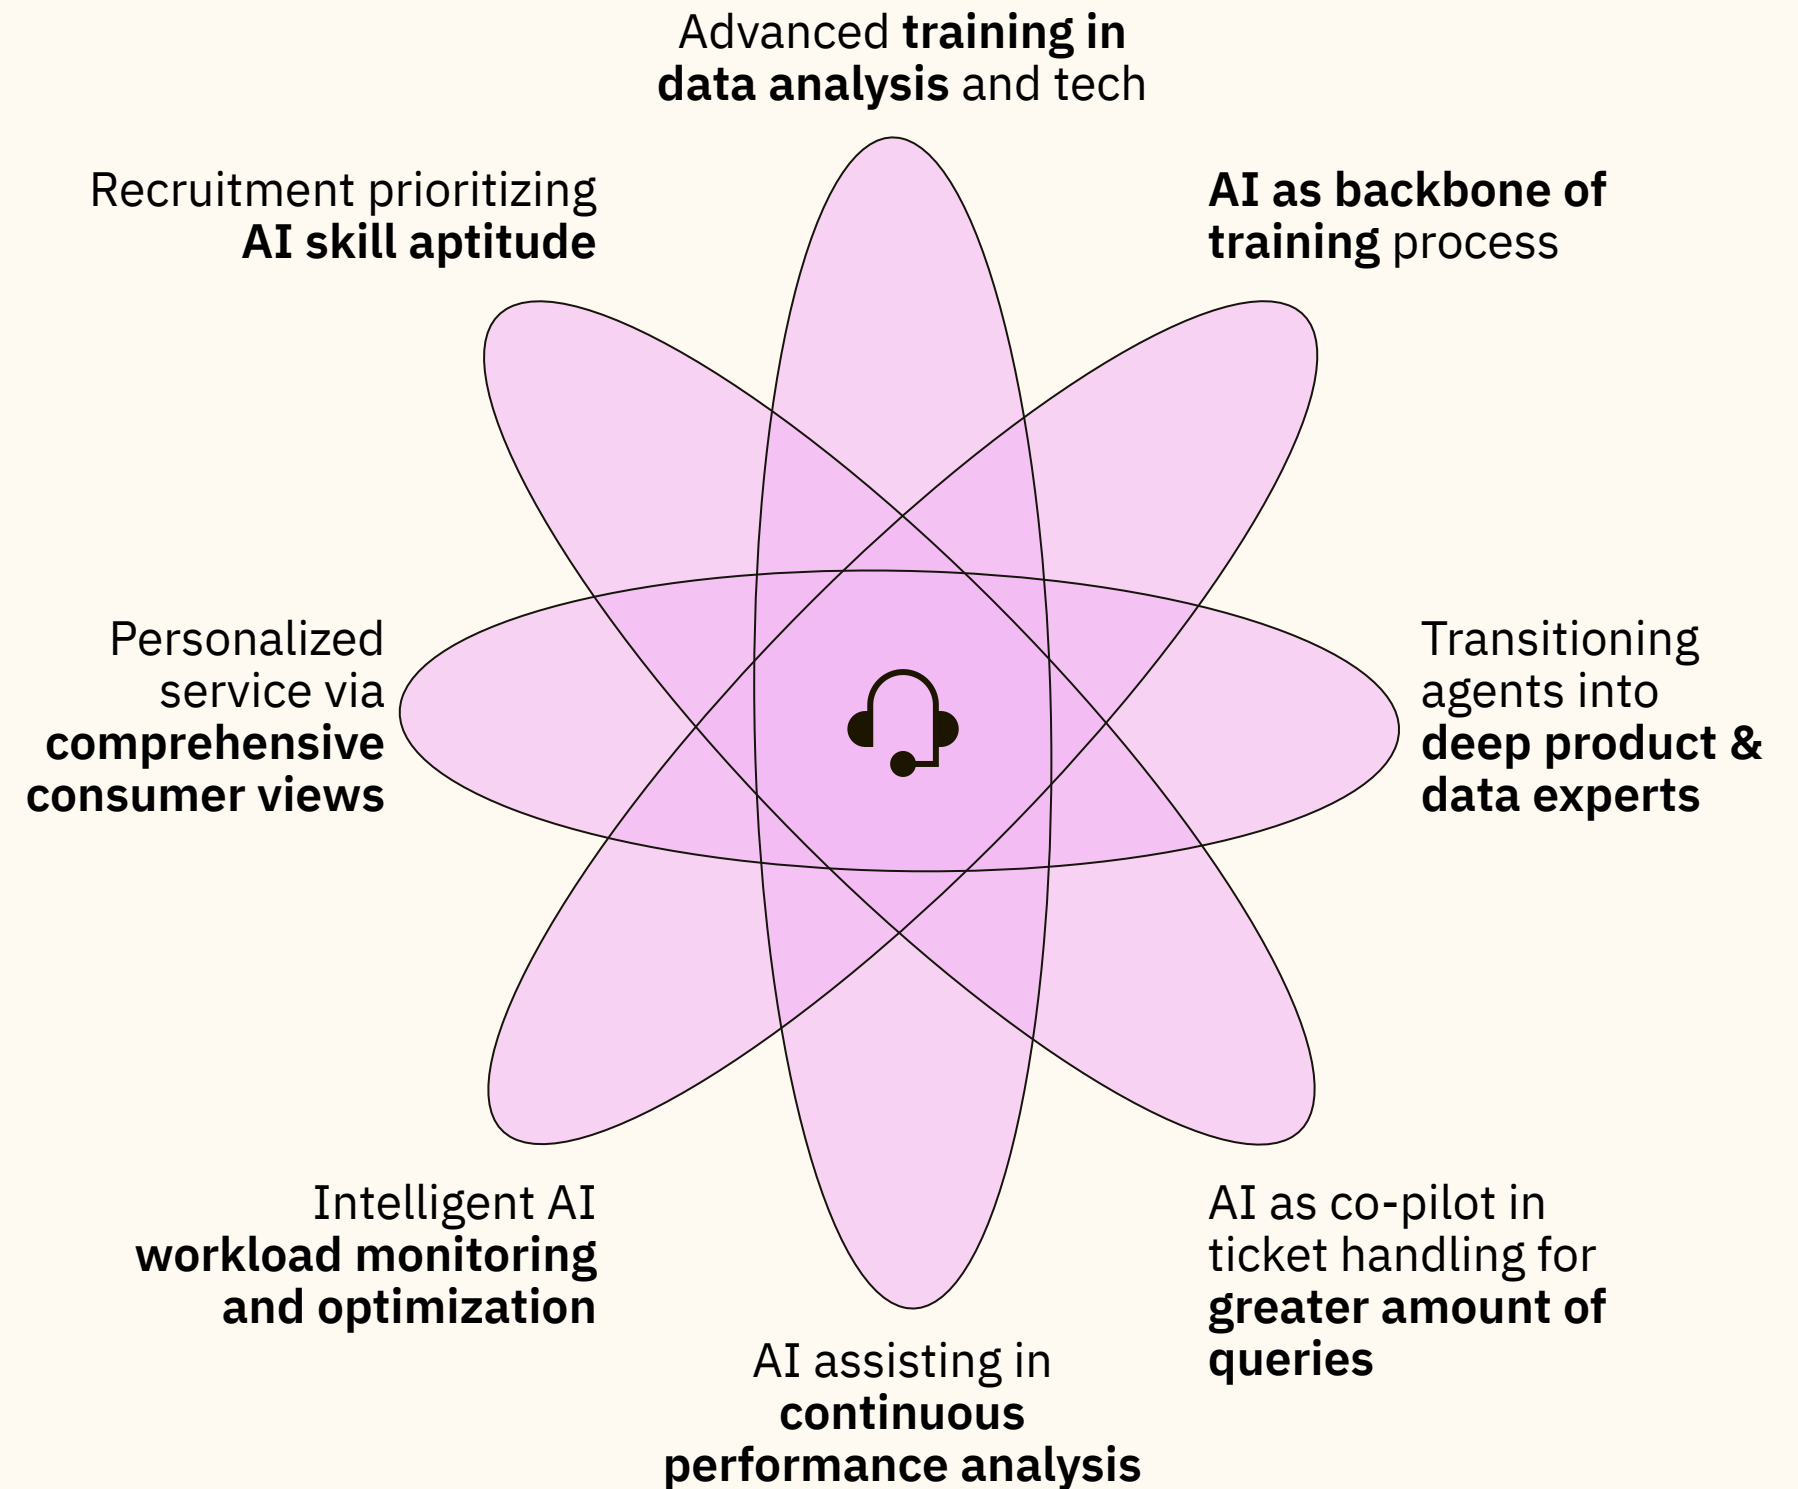 Advanced training in
data analysis and tech
Recruitment prioritizing
AI skill aptitude
AI as backbone of
training process
Personalized
service via
comprehensive
consumer views
Transitioning
agents into
deep product &
data experts
Intelligent AI
workload monitoring
and optimization
AI as co-pilot in
ticket handling for
greater amount of
queries
AI assisting in
continuous
performance analysis